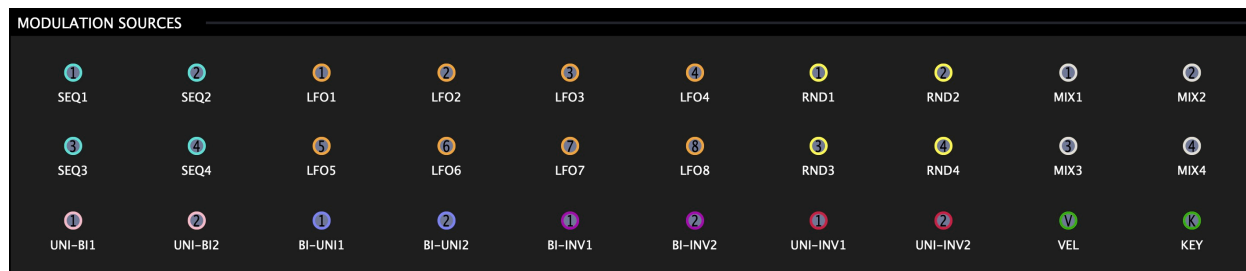 MODULATION SOURCES
1 2 1 2 3 4 1 2 1 2
SEQ1 SEQ2 LFO1 LFO2 LFO3 LFO4 RND1 RND2 MIX1 MIX2
3 4 5 6 7 8 3 4 3 4
SEQ3 SEQ4 LFO5 LFO6 LFO7 LFO8 RND3 RND4 MIX3 MIX4
1 2 1 2 1 2 1 2 V K
UNI-BI1 UNI-BI2 BI-UNI1 BI-UNI2 BI-INV1 BI-INV2 UNI-INV1 UNI-INV2 VEL KEY